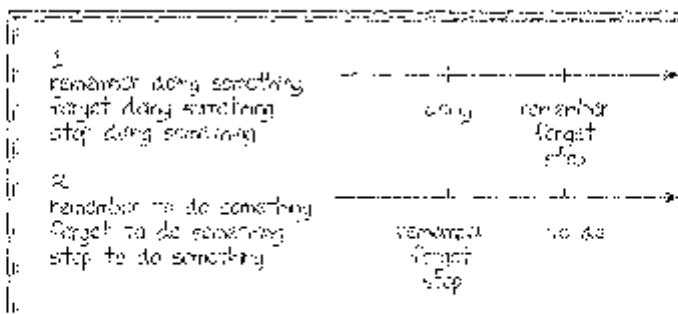 1
remember doing something
forget doing something
stop doing something
doing
remember
forget
stop
2
remember to do something
forget to do something
stop to do something
remember
forget
stop
to do